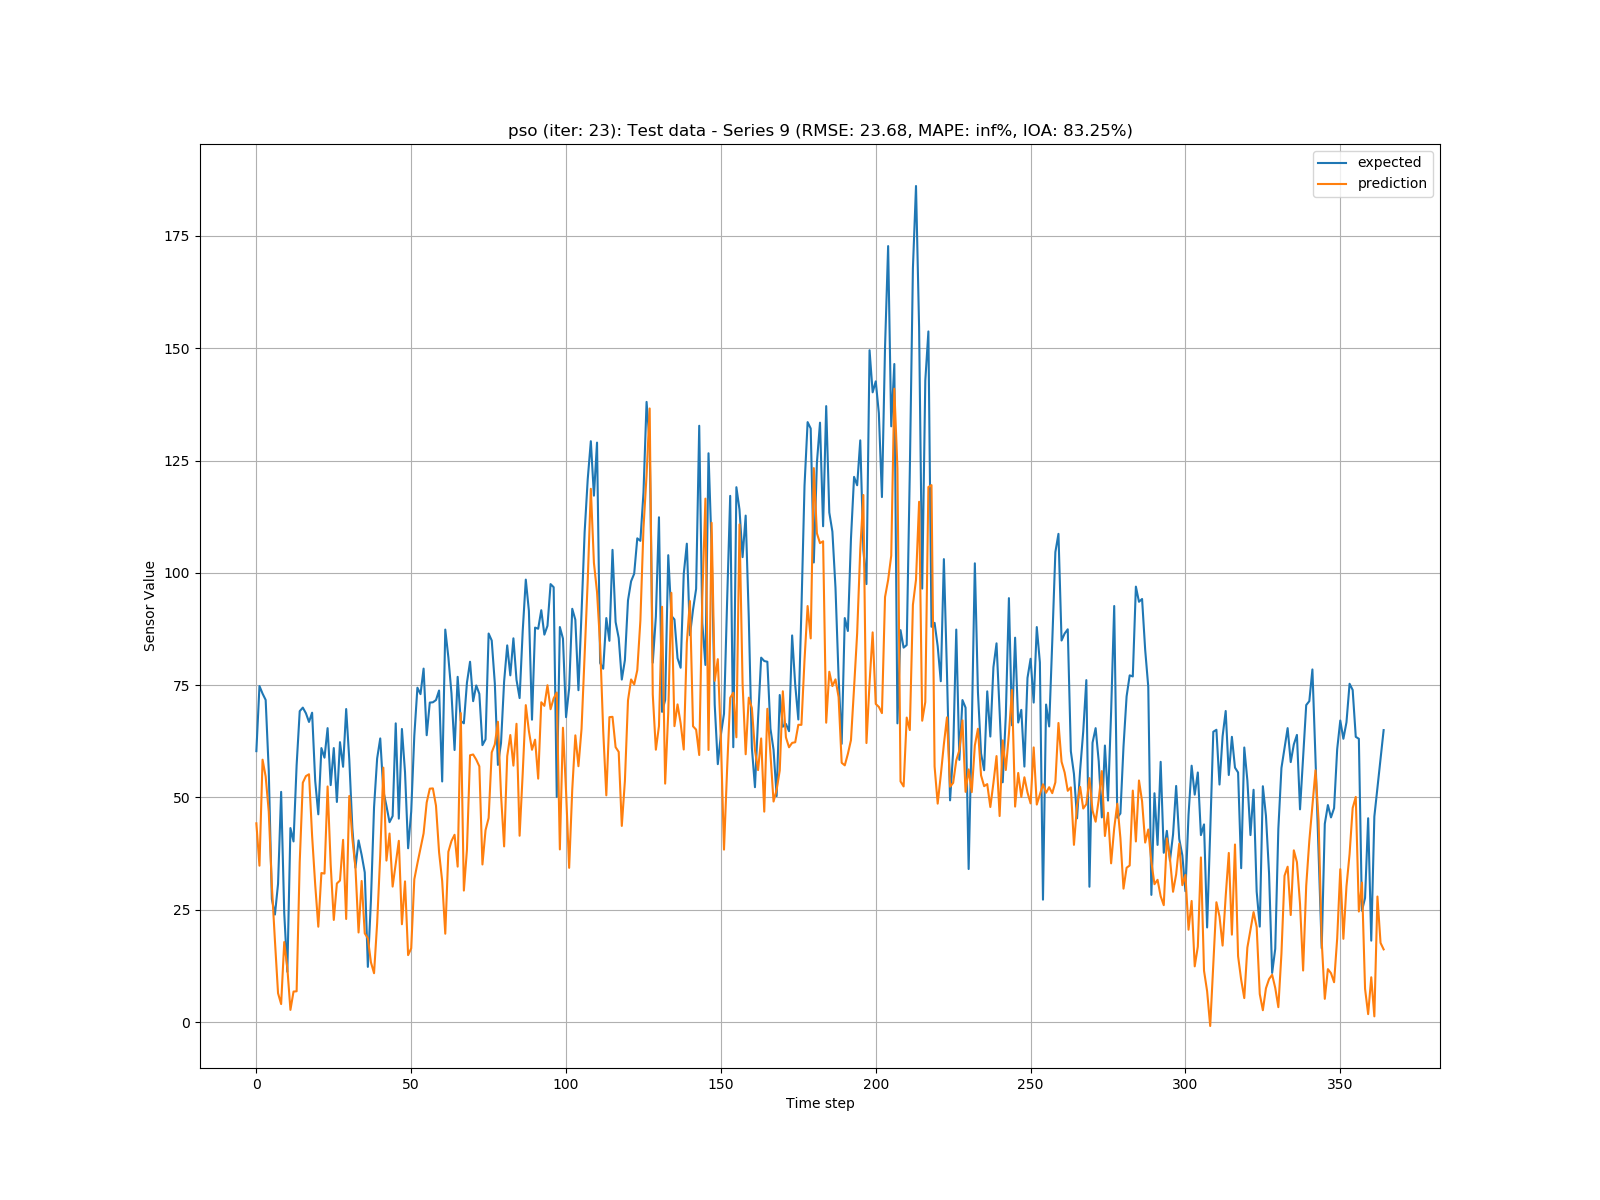 pso (iter: 23): Test data - Series 9 (RMSE: 23.68, MAPE: inf%, IOA: 83.25%)
expected
prediction
175
150
125
100
75
50
25
0
Sensor Value
0 50 100 150 200 250 300 350
Time step